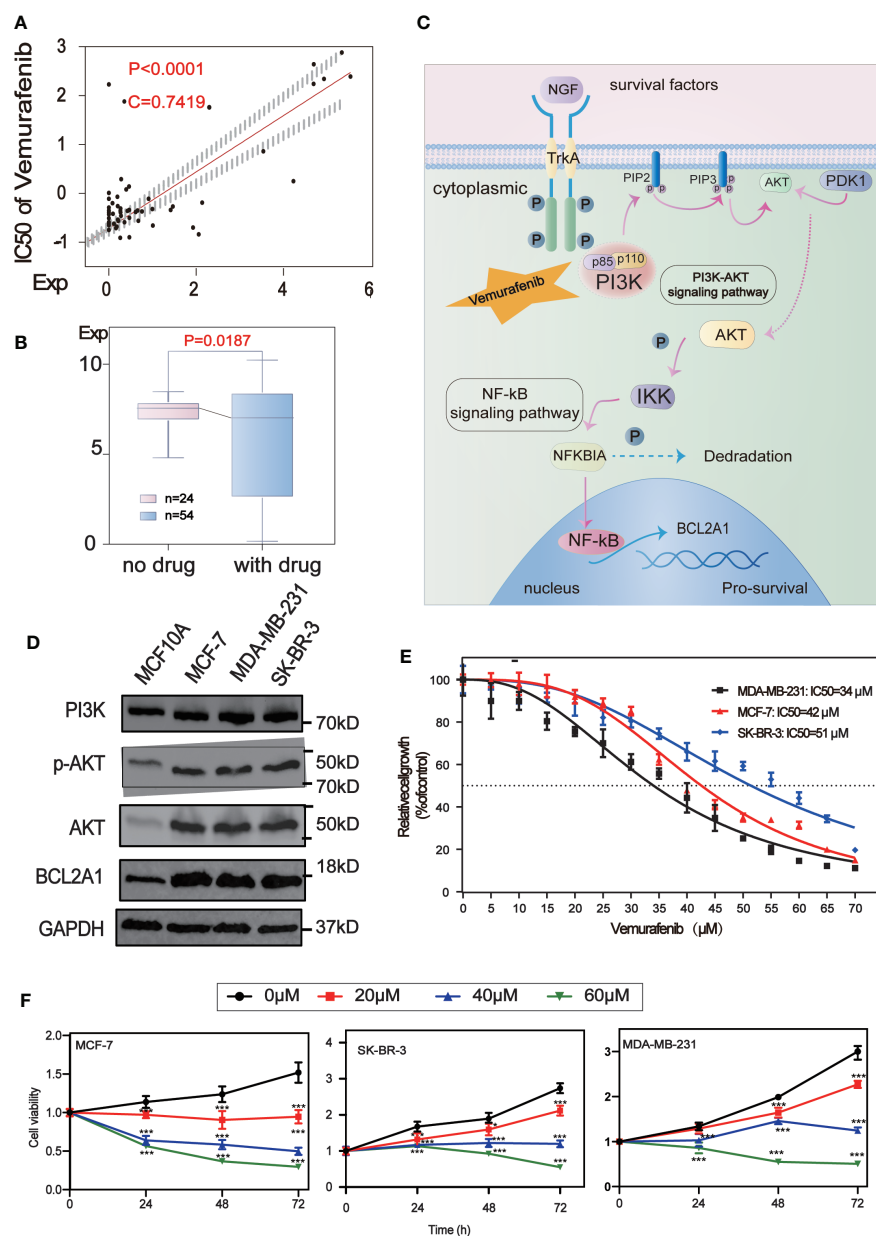 A
IC50 of Vemurafenib
3
2
1
0
−1
P<0.0001
C=0.7419
Exp
0
2
4
6
B
Exp
10
5
0
P=0.0187
n=24
n=54
no drug
with drug
C
NGF
survival factors
TrkA
cytoplasmic
PIP2
PIP3
AKT
PDK1
p
p
p
p
p
P
P
P
P
p85
p110
PI3K
Vemurafenib
PI3K-AKT
signaling pathway
AKT
P
IKK
NF-kB
signaling pathway
P
NFKBIA
Dedradation
NF-kB
BCL2A1
nucleus
Pro-survival
D
MCF10A
MCF-7
MDA-MB-231
SK-BR-3
PI3K
70kD
p-AKT
50kD
70kD
AKT
50kD
BCL2A1
18kD
GAPDH
37kD
E
Relativecellgrowth
(%ofcontrol)
100
80
60
40
20
0
MDA-MB-231: IC50=34 µM
MCF-7: IC50=42 µM
SK-BR-3: IC50=51 µM
0 5 10 15 20 25 30 35 40 45 50 55 60 65 70
Vemurafenib （µM）
F
0µM 20µM 40µM 60µM
MCF-7
Cell viability
2.0
1.5
1.0
0.5
0.0
***
***
***
***
***
***
***
***
***
0 24 48 72
SK-BR-3
4
3
2
1
0
*
***
***
*
***
***
***
***
***
0 24 48 72
Time (h)
MDA-MB-231
3
2
1
0
***
***
***
***
***
***
***
***
0 24 48 72